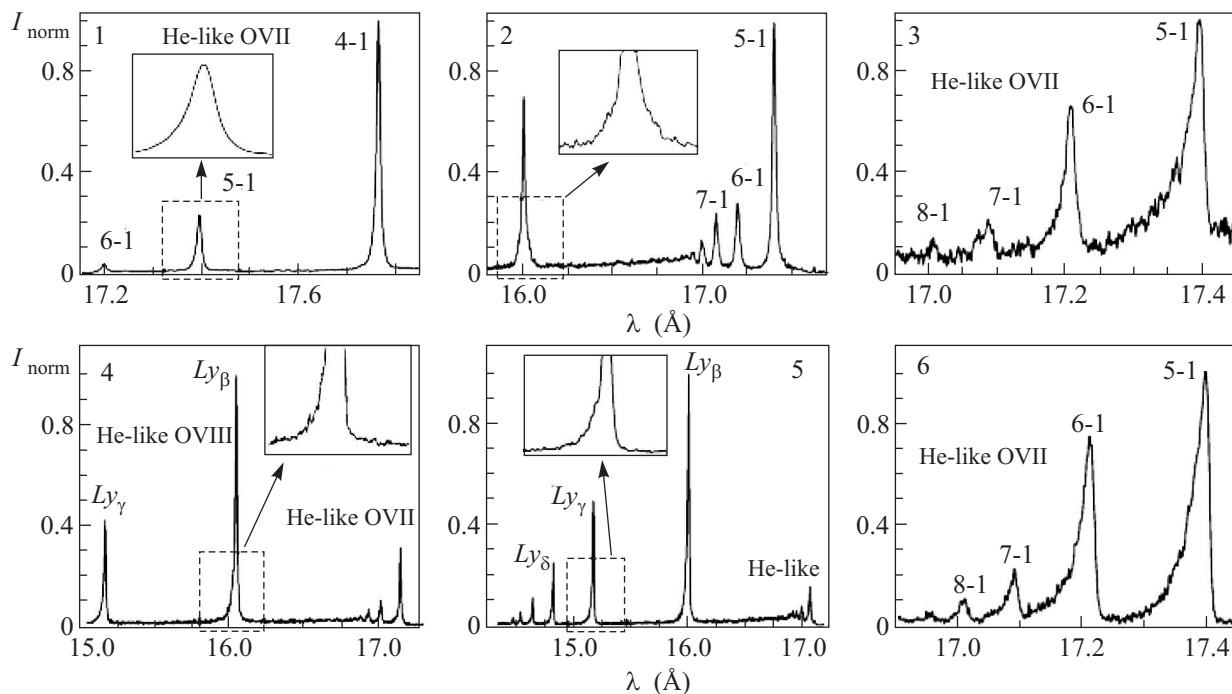 I norm
1
He-like OVII
4-1
5-1
6-1
0.8
0.4
0
17.2 17.6
2
5-1
7-1
6-1
0.8
0.4
0
16.0 17.0
λ (Å)
3
5-1
He-like OVII
6-1
7-1
8-1
0.8
0.4
0
17.0 17.2 17.4
I norm
4
Lyβ
He-like OVIII
Lyγ
He-like OVII
0.8
0.4
0
15.0 16.0 17.0
5
Lyβ
Lyγ
Lyδ
He-like
0.8
0.4
0
15.2 16.0 17.2
λ (Å)
6
5-1
6-1
He-like OVII
7-1
8-1
0.8
0.4
0
17.0 17.2 17.4